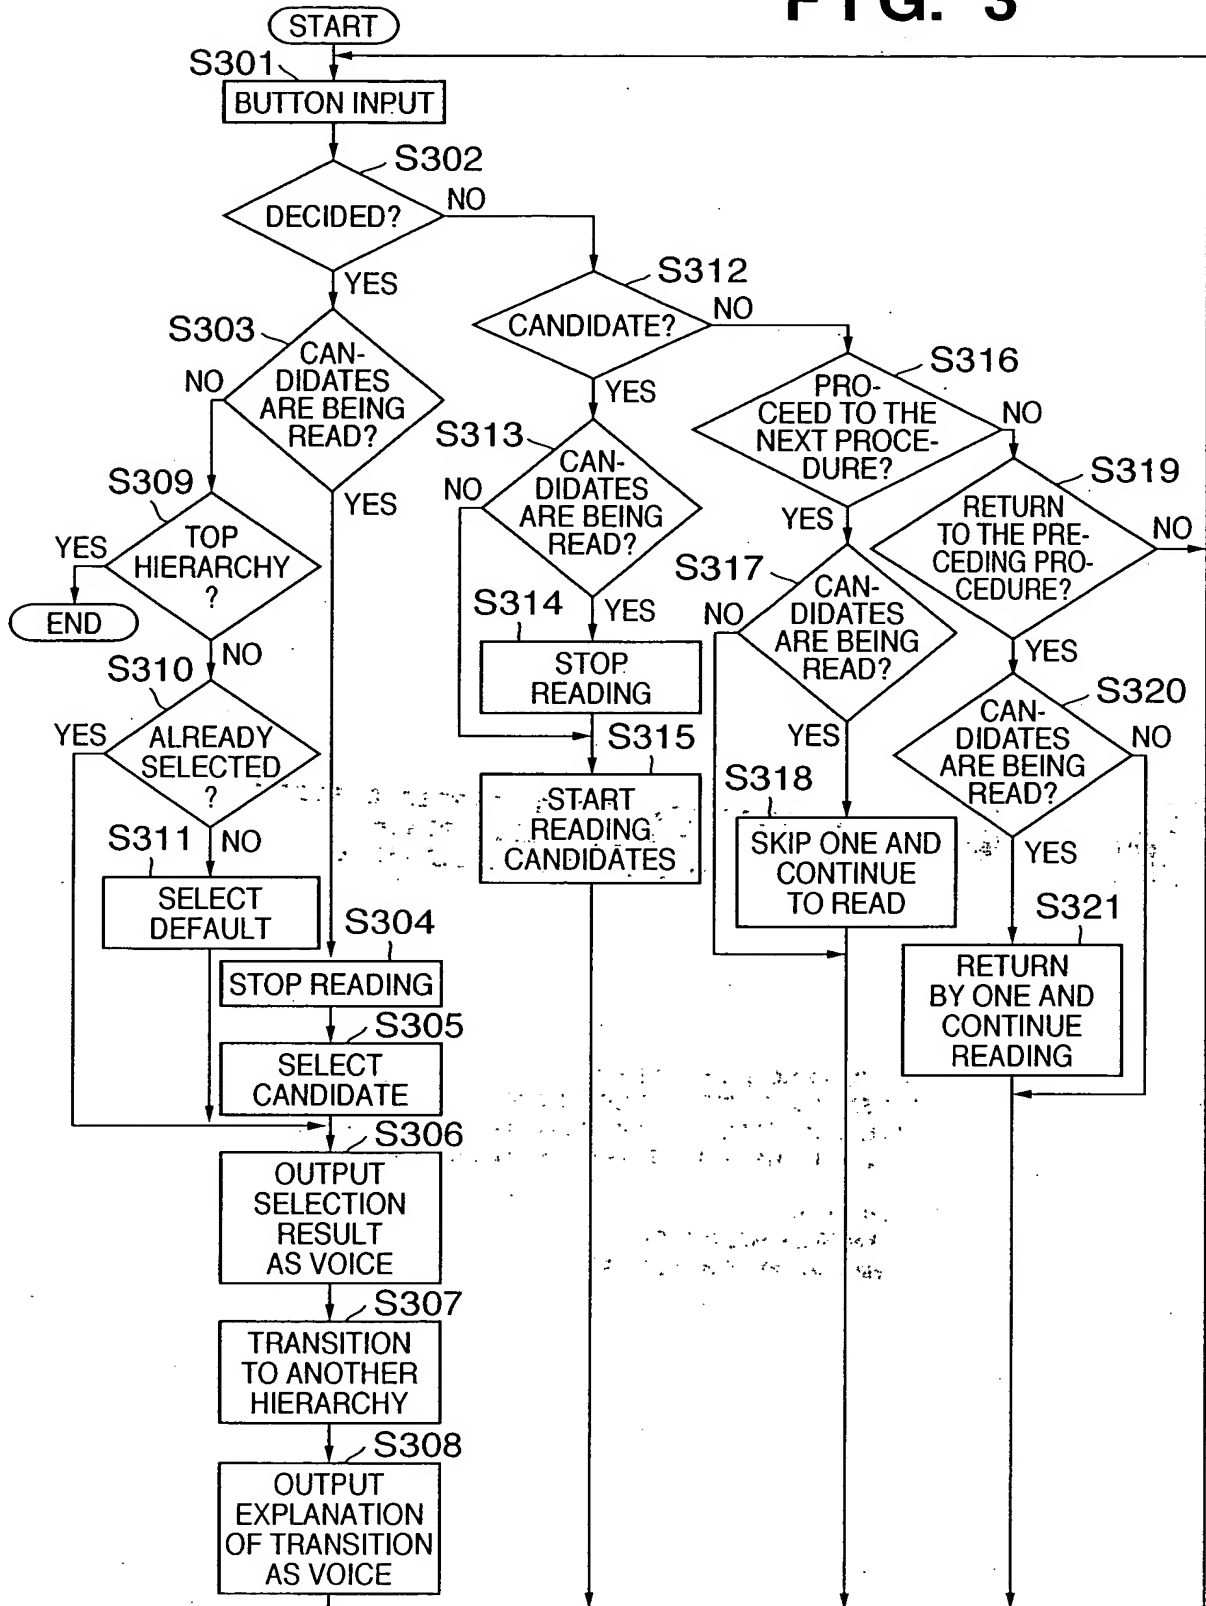 FIG. 3
START
S301
BUTTON INPUT
S302
DECIDED?
NO
YES
S303
CAN-
DIDATES
ARE BEING
READ?
NO
YES
S309
TOP
HIERARCHY
?
YES
END
NO
S310
ALREADY
SELECTED
?
YES
NO
S311
SELECT
DEFAULT
S304
STOP READING
S305
SELECT
CANDIDATE
S306
OUTPUT
SELECTION
RESULT
AS VOICE
S307
TRANSITION
TO ANOTHER
HIERARCHY
S308
OUTPUT
EXPLANATION
OF TRANSITION
AS VOICE
S312
CANDIDATE?
NO
YES
S313
CAN-
DIDATES
ARE BEING
READ?
NO
YES
S314
STOP
READING
S315
START
READING
CANDIDATES
S316
PRO-
CEED TO THE
NEXT PROCE-
DURE?
NO
YES
S317
CAN-
DIDATES
ARE BEING
READ?
NO
YES
S318
SKIP ONE AND
CONTINUE
TO READ
S319
RETURN
TO THE PRE-
CEDING PRO-
CEDURE?
NO
YES
S320
CAN-
DIDATES
ARE BEING
READ?
NO
YES
S321
RETURN
BY ONE AND
CONTINUE
READING